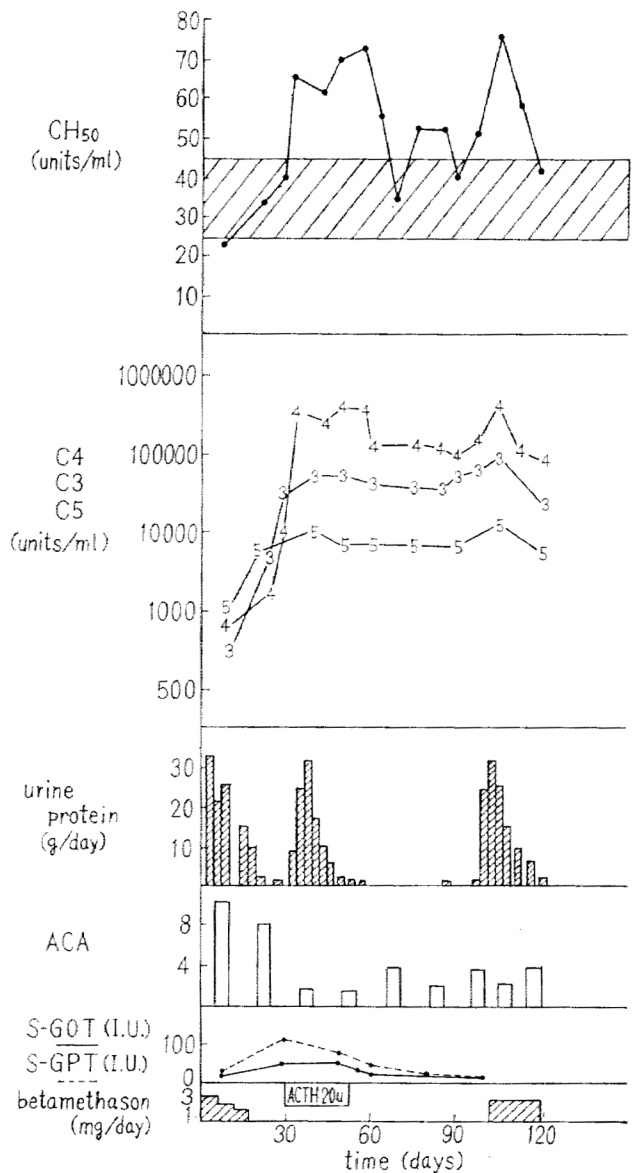 80
70
60
CH50
(units/ml)
50
40
30
20
10
1000000
100000
C4
C3
C5
(units/ml)
10000
1000
500
4 4 4 4 4 4 4 4 4 4 4 4 4 4 4
3 3 3 3 3 3 3 3 3 3 3 3 3
5 5 5 5 5 5 5 5 5
urine
protein
(g/day)
30
20
10
ACA
8
4
S-GOT (I.U.)
S-GPT (I.U.)
100
0
betamethason
(mg/day)
3
1
ACTH 20u
30 60 90 120
time (days)